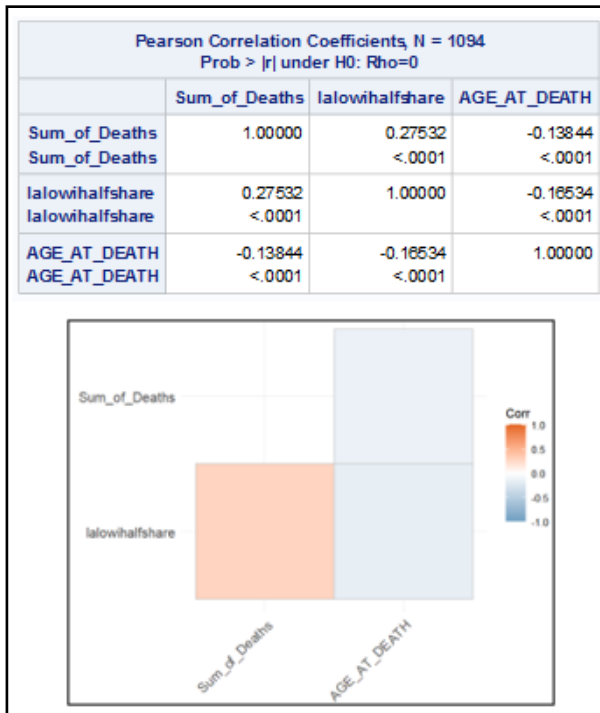 Pearson Correlation Coefficients, N = 1094
Prob > |r| under H0: Rho=0
Sum_of_Deaths lalowihalfshare AGE_AT_DEATH
Sum_of_Deaths 1.00000 0.27532 -0.13844
Sum_of_Deaths <.0001 <.0001
lalowihalfshare 0.27532 1.00000 -0.16534
lalowihalfshare <.0001 <.0001
AGE_AT_DEATH -0.13844 -0.16534 1.00000
AGE_AT_DEATH <.0001 <.0001
Sum_of_Deaths
lalowihalfshare
Corr
1.0
0.5
0.0
-0.5
-1.0
Sum_of_Deaths
AGE_AT_DEATH